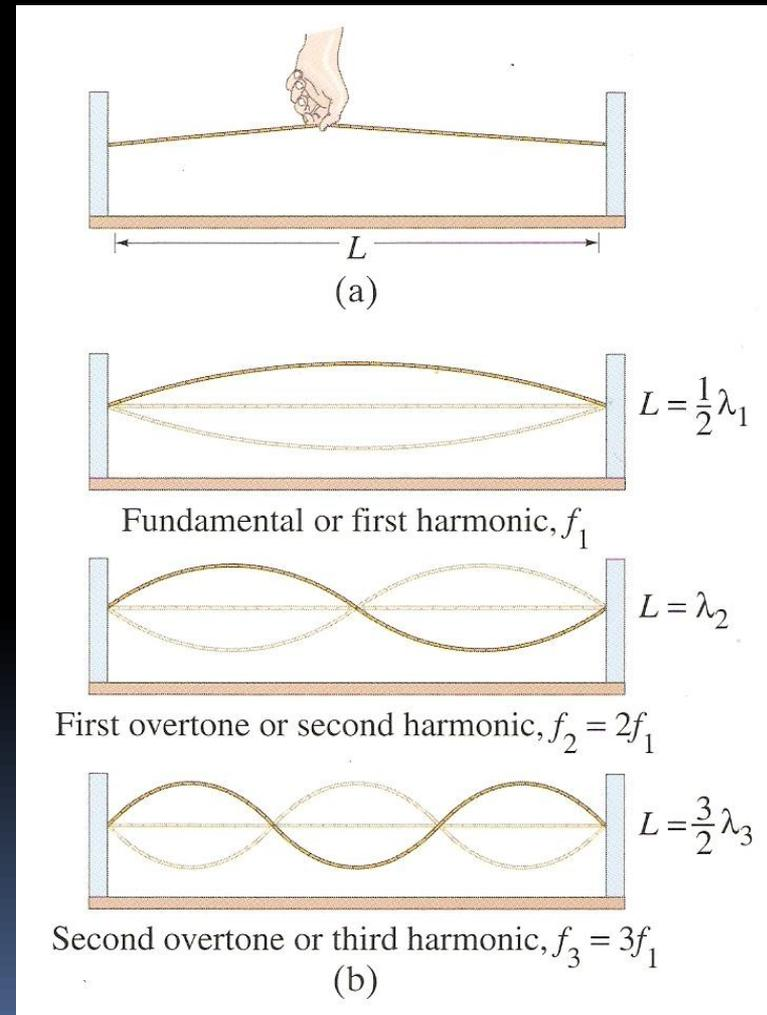 L
(a)
L = 1/2 λ₁
Fundamental or first harmonic, f₁
L = λ₂
First overtone or second harmonic, f₂ = 2f₁
L = 3/2 λ₃
Second overtone or third harmonic, f₃ = 3f₁
(b)